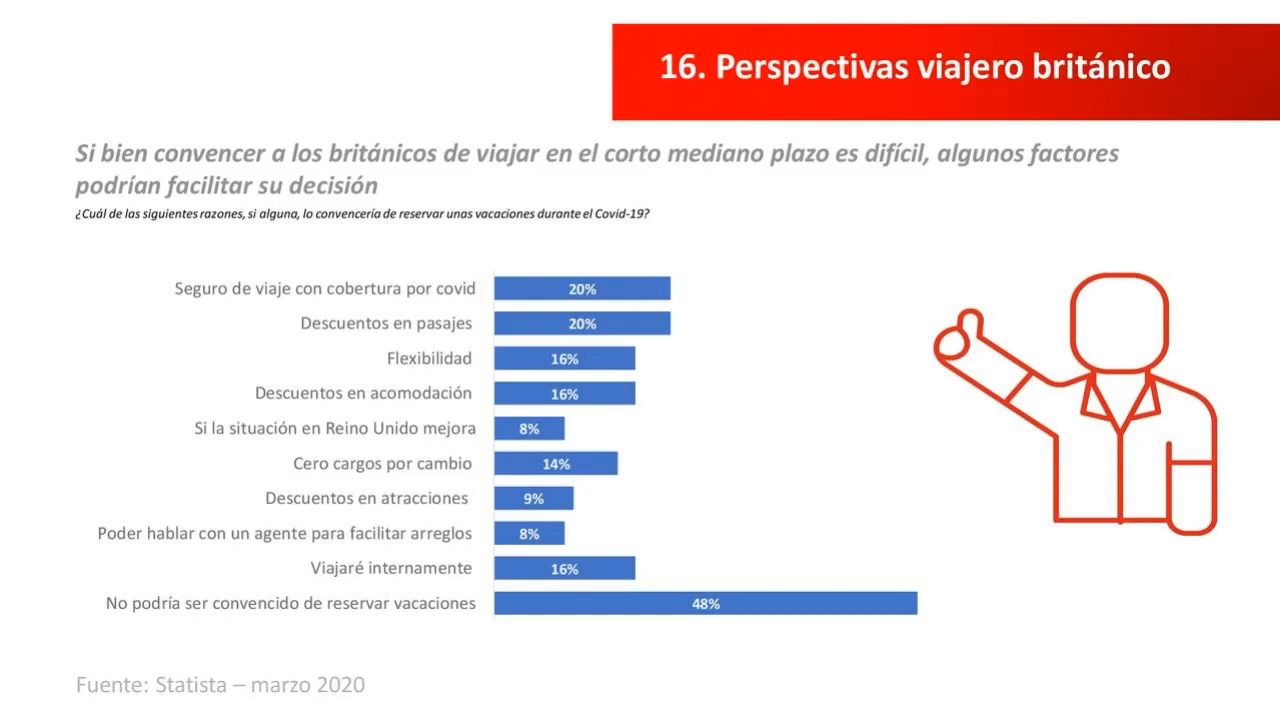 16. Perspectivas viajero británico
Si bien convencer a los británicos de viajar en el corto mediano plazo es difícil, algunos factores
podrían facilitar su decisión
¿Cuál de las siguientes razones, si alguna, lo convencería de reservar unas vacaciones durante el Covid-19?
Seguro de viaje con cobertura por covid 20%
Descuentos en pasajes 20%
Flexibilidad 16%
Descuentos en acomodación 16%
Si la situación en Reino Unido mejora 8%
Cero cargos por cambio 14%
Descuentos en atracciones 9%
Poder hablar con un agente para facilitar arreglos 8%
Viajaré internamente 16%
No podría ser convencido de reservar vacaciones 48%
Fuente: Statista – marzo 2020